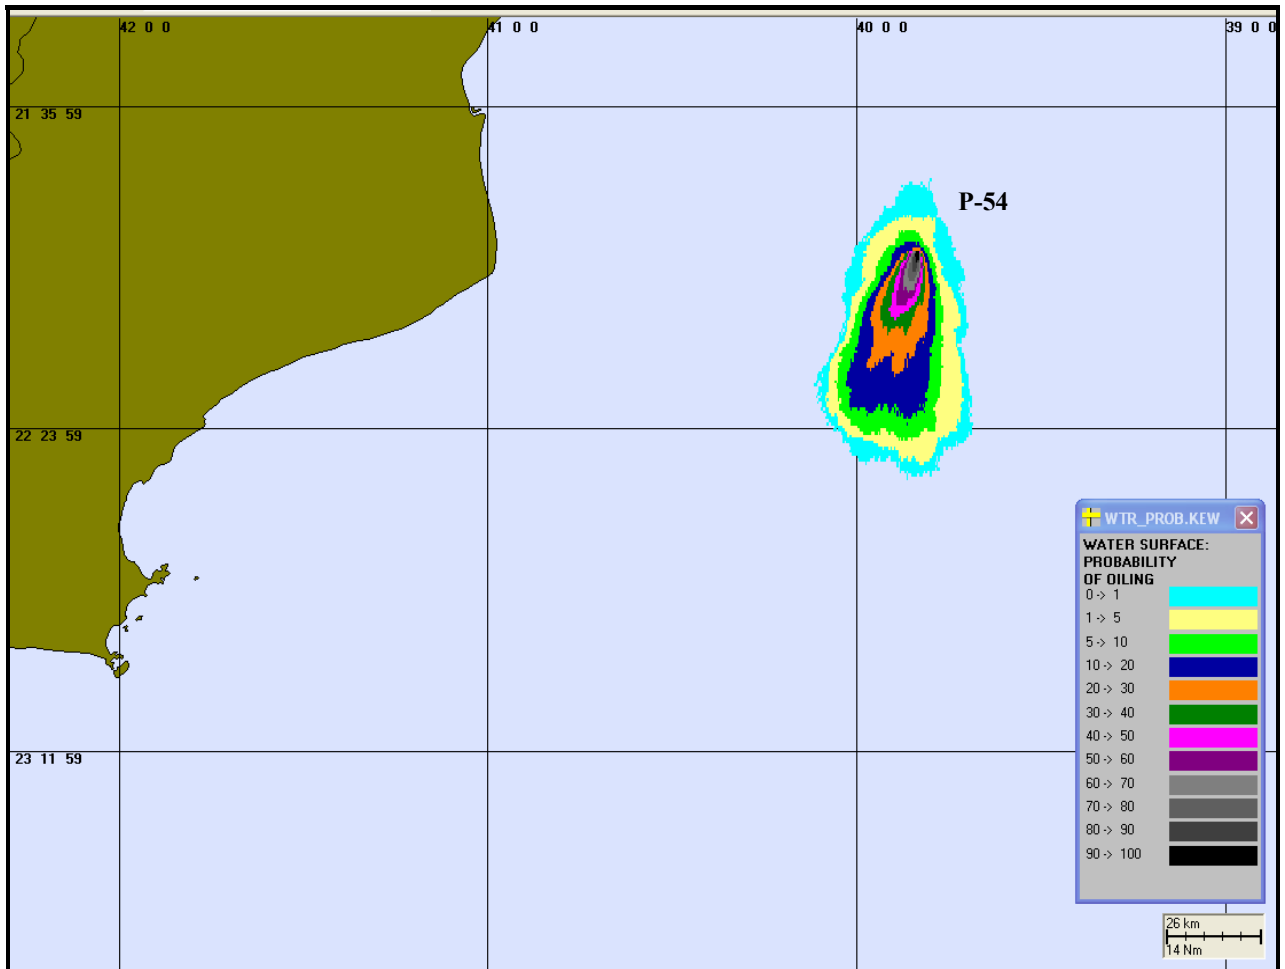 42 0 0
41 0 0
40 0 0
39 0 0
21 35 59
P-54
22 23 59
WTR_PROB.KEW
WATER SURFACE:
PROBABILITY
OF OILING
0 -> 1
1 -> 5
5 -> 10
10 -> 20
20 -> 30
30 -> 40
40 -> 50
50 -> 60
60 -> 70
70 -> 80
80 -> 90
90 -> 100
23 11 59
26 km
14 Nm